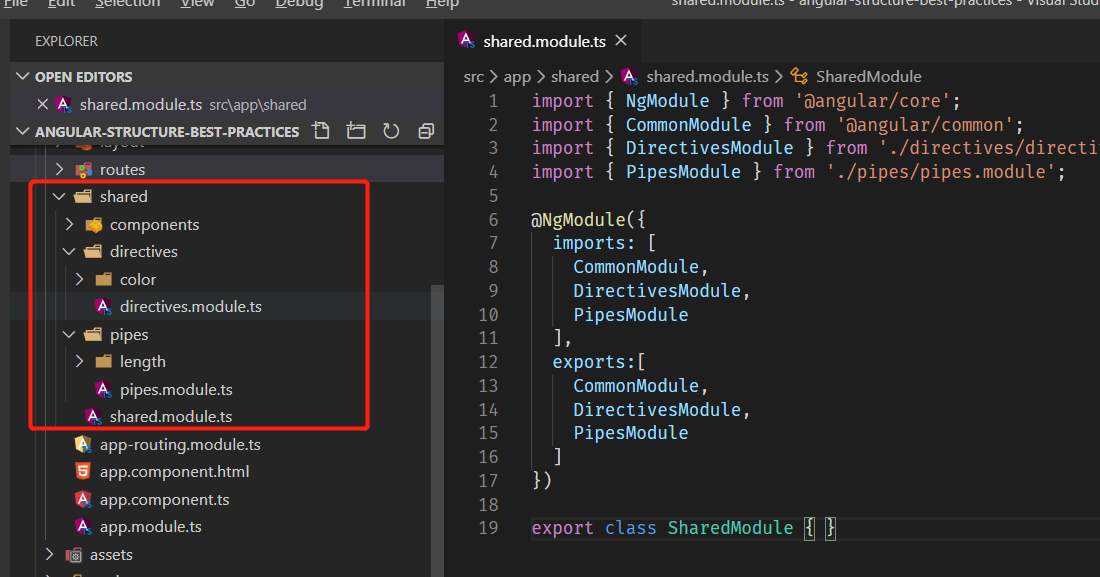 File Edit Selection View Go Debug Terminal Help shared.module.ts - angular-structure-best-practices - Visual Stud
EXPLORER
OPEN EDITORS
shared.module.ts src\app\shared
ANGULAR-STRUCTURE-BEST-PRACTICES
layout
routes
shared
components
directives
color
directives.module.ts
pipes
length
pipes.module.ts
shared.module.ts
app-routing.module.ts
app.component.html
app.component.ts
app.module.ts
assets
shared.module.ts
src > app > shared > shared.module.ts > SharedModule
1 import { NgModule } from '@angular/core';
2 import { CommonModule } from '@angular/common';
3 import { DirectivesModule } from './directives/directi
4 import { PipesModule } from './pipes/pipes.module';
5
6 @NgModule({
7 imports: [
8 CommonModule,
9 DirectivesModule,
10 PipesModule
11 ],
12 exports:[
13 CommonModule,
14 DirectivesModule,
15 PipesModule
16 ]
17 })
18
19 export class SharedModule { }